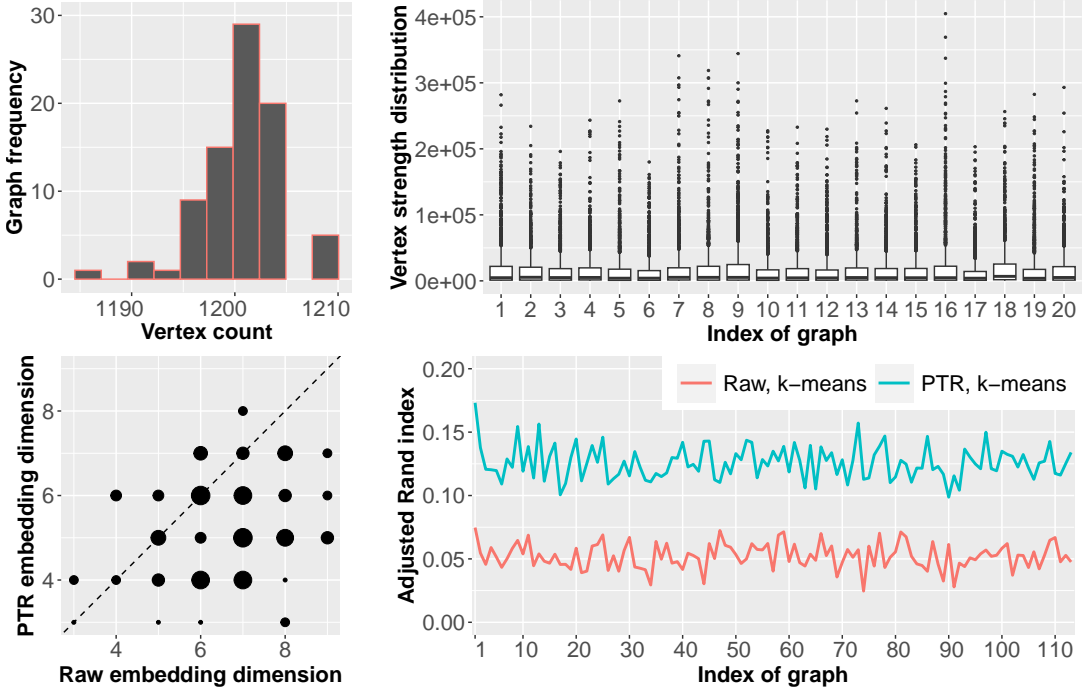 Graph frequency
30
20
10
0
1190 1200 1210
Vertex count
Vertex strength distribution
4e+05
3e+05
2e+05
1e+05
0e+00
1 2 3 4 5 6 7 8 9 10 11 12 13 14 15 16 17 18 19 20
Index of graph
PTR embedding dimension
8
6
4
4 6 8
Raw embedding dimension
Raw, k−means PTR, k−means
Adjusted Rand index
0.20
0.15
0.10
0.05
0.00
1 10 20 30 40 50 60 70 80 90 100 110
Index of graph